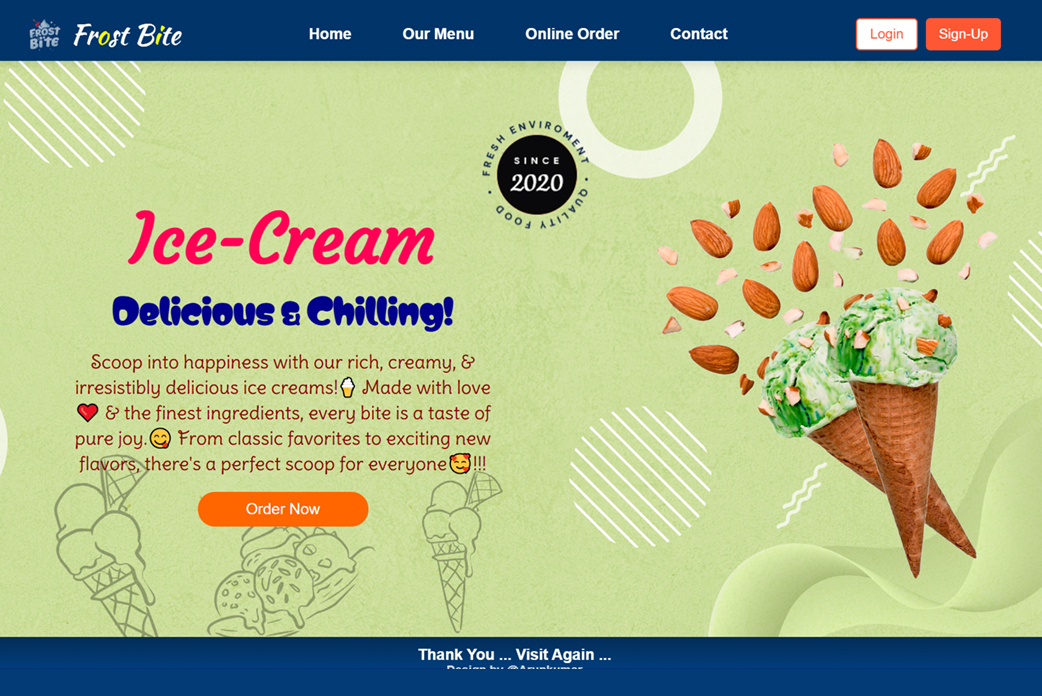 FROST
BiTE
Frost Bite
Home
Our Menu
Online Order
Contact
Login
Sign-Up
FRESH ENVIROMENT • QUALITY FOOD •
SINCE
2020
Ice-Cream
Delicious & Chilling!
Scoop into happiness with our rich, creamy, &
irresistibly delicious ice creams!🍦 Made with love
❤️ & the finest ingredients, every bite is a taste of
pure joy.😋 From classic favorites to exciting new
flavors, there's a perfect scoop for everyone🥰!!!
Order Now
Thank You ... Visit Again ...
Design by